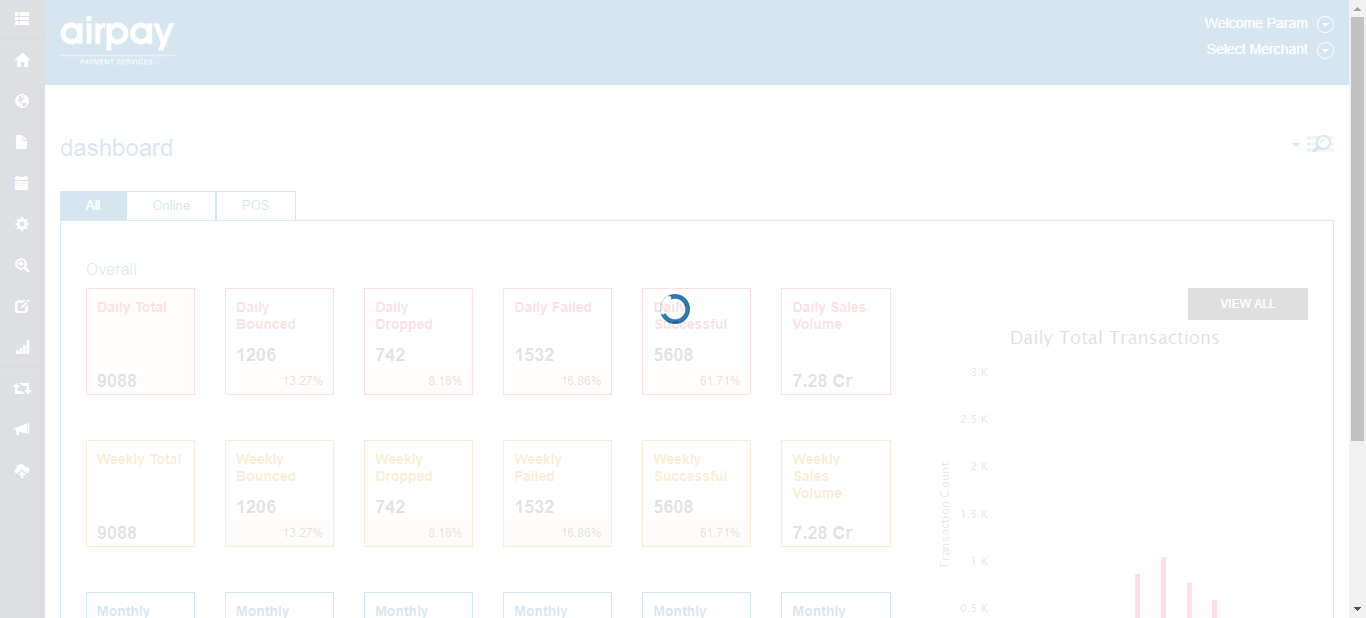 airpay
PAYMENT SERVICES
Welcome Param
Select Merchant
dashboard
All
Online
POS
Overall
Daily Total
9088
Daily
Bounced
1206
13.27%
Daily
Dropped
742
8.16%
Daily Failed
1532
16.86%
Daily
Successful
5608
61.71%
Daily Sales
Volume
7.28 Cr
Weekly Total
9088
Weekly
Bounced
1206
13.27%
Weekly
Dropped
742
8.16%
Weekly
Failed
1532
16.86%
Weekly
Successful
5608
61.71%
Weekly
Sales
Volume
7.28 Cr
Monthly
Monthly
Monthly
Monthly
Monthly
Monthly
VIEW ALL
Daily Total Transactions
3 K
2.5 K
2 K
1.5 K
1 K
0.5 K
Transaction Count